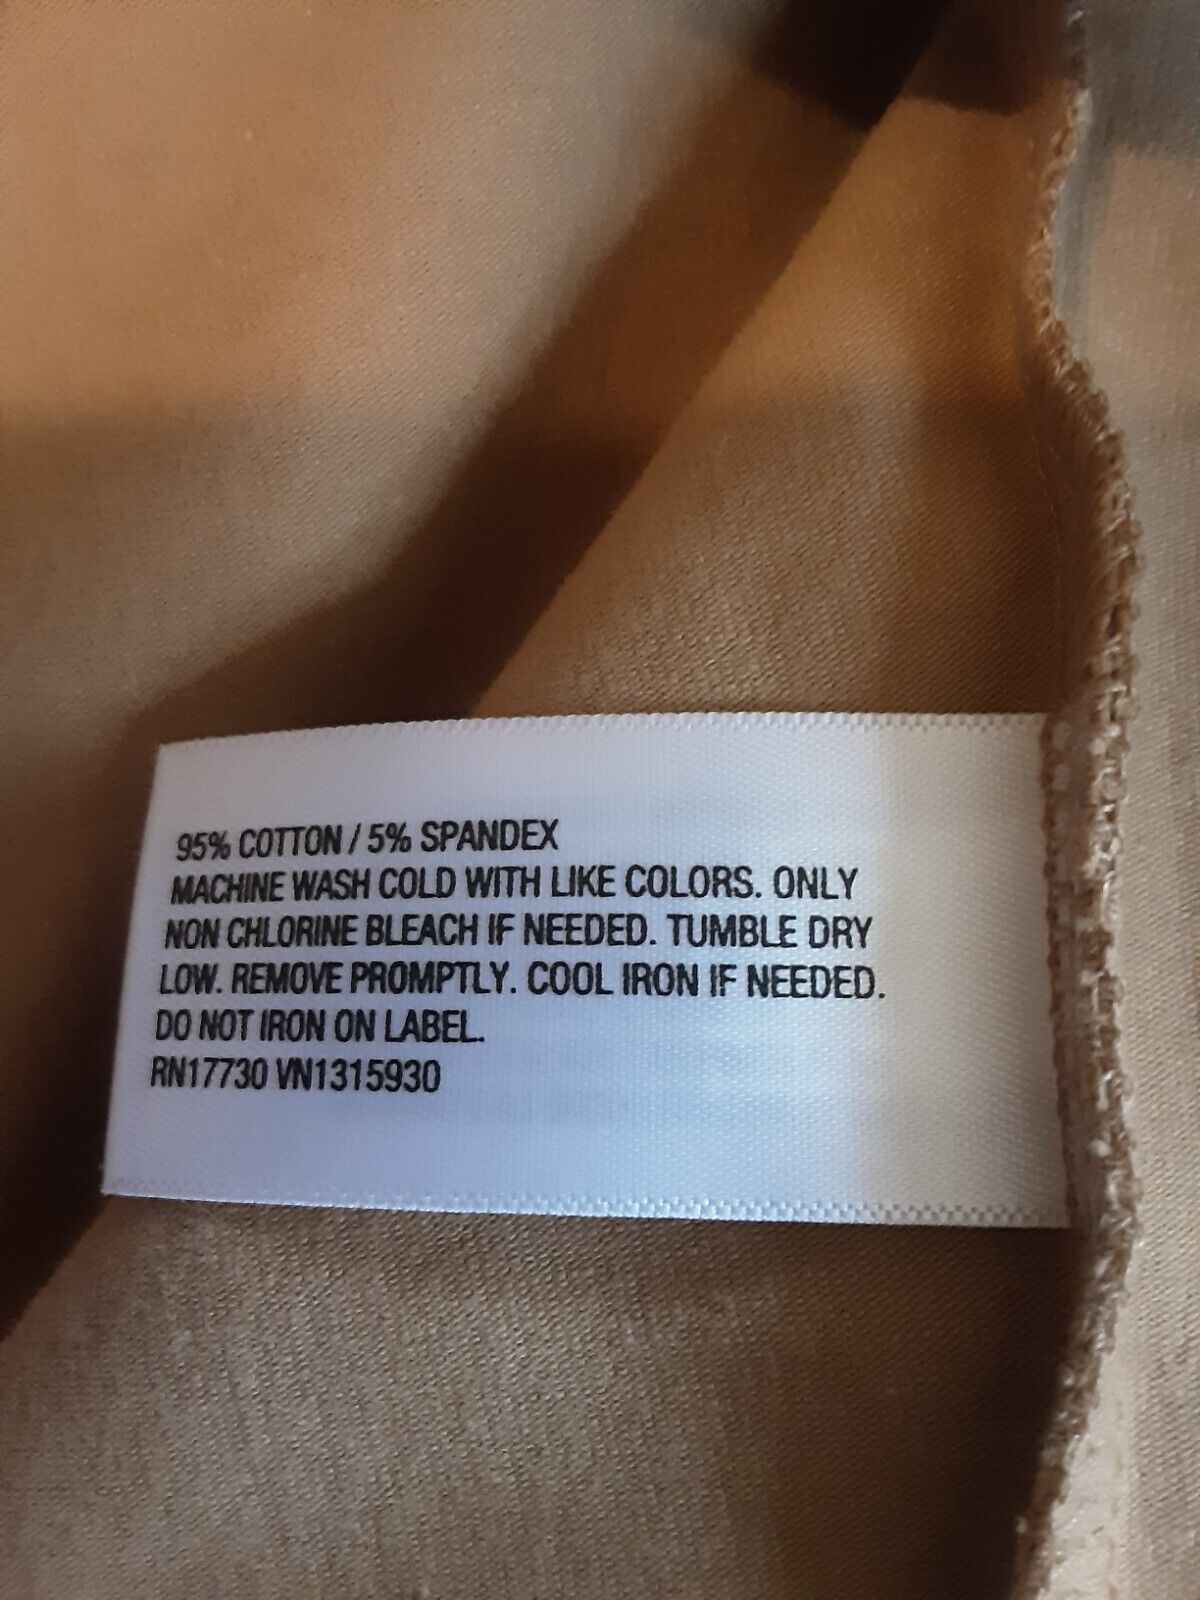 95% COTTON / 5% SPANDEX
MACHINE WASH COLD WITH LIKE COLORS. ONLY
NON CHLORINE BLEACH IF NEEDED. TUMBLE DRY
LOW. REMOVE PROMPTLY. COOL IRON IF NEEDED.
DO NOT IRON ON LABEL.
RN17730 VN1315930